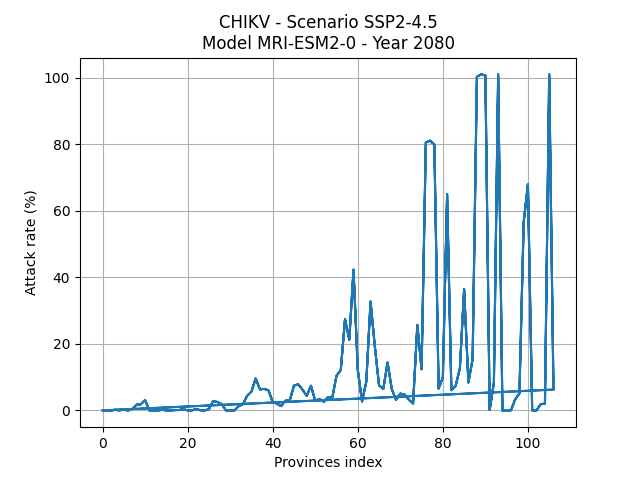 CHIKV - Scenario SSP2-4.5
Model MRI-ESM2-0 - Year 2080
100
80
60
40
20
0
Attack rate (%)
0 20 40 60 80 100
Provinces index